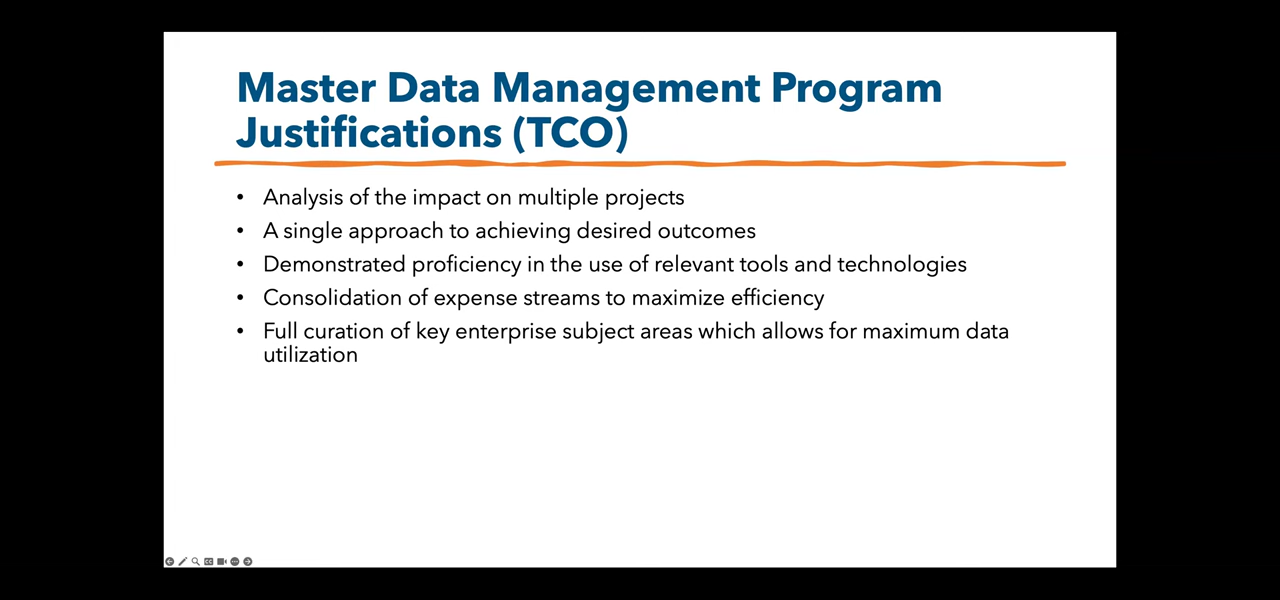 Master Data Management Program
Justifications (TCO)
• Analysis of the impact on multiple projects
• A single approach to achieving desired outcomes
• Demonstrated proficiency in the use of relevant tools and technologies
• Consolidation of expense streams to maximize efficiency
• Full curation of key enterprise subject areas which allows for maximum data
utilization